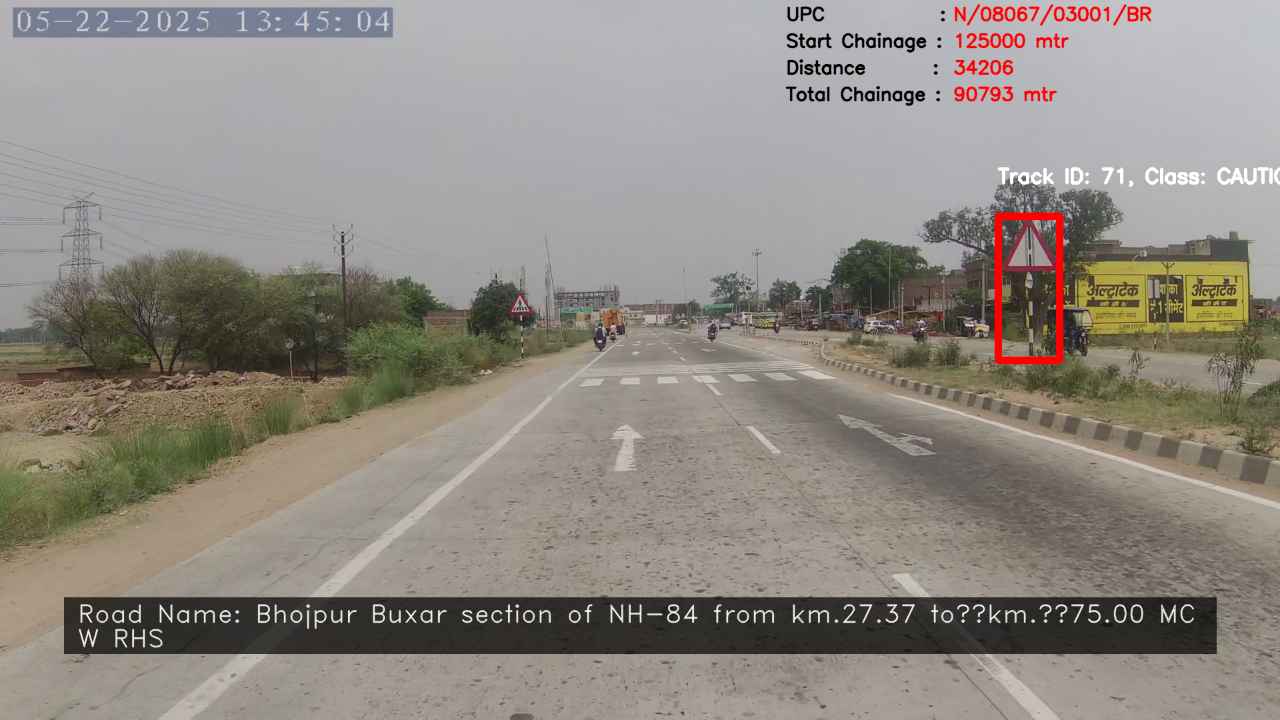 05-22-2025 13:45:04
UPC : N/08067/03001/BR
Start Chainage : 125000 mtr
Distance : 34206
Total Chainage : 90793 mtr
Track ID: 71, Class: CAUTIO
अल्ट्राटेक
अल्ट्राटेक
Road Name: Bhojpur Buxar section of NH-84 from km.27.37 to??km.??75.00 MC
W RHS